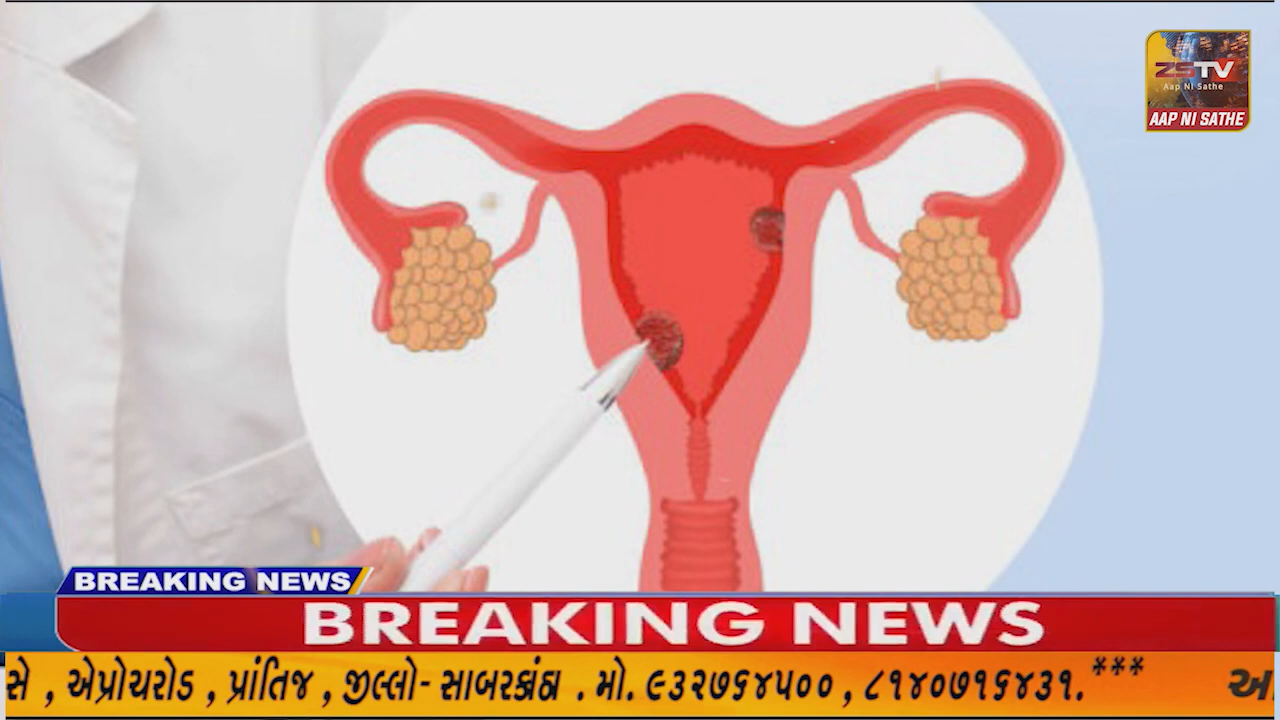 ZSTV
Aap Ni Sathe
AAP NI SATHE
BREAKING NEWS
BREAKING NEWS
સે , એપ્રોચરોડ , પ્રાંતિજ , જીલ્લો- સાબરકાંઠા . મો. ૯૩૨૭૬૪૫૦૦ , ૮૧૪૦૭૧૬૪૩૧.***